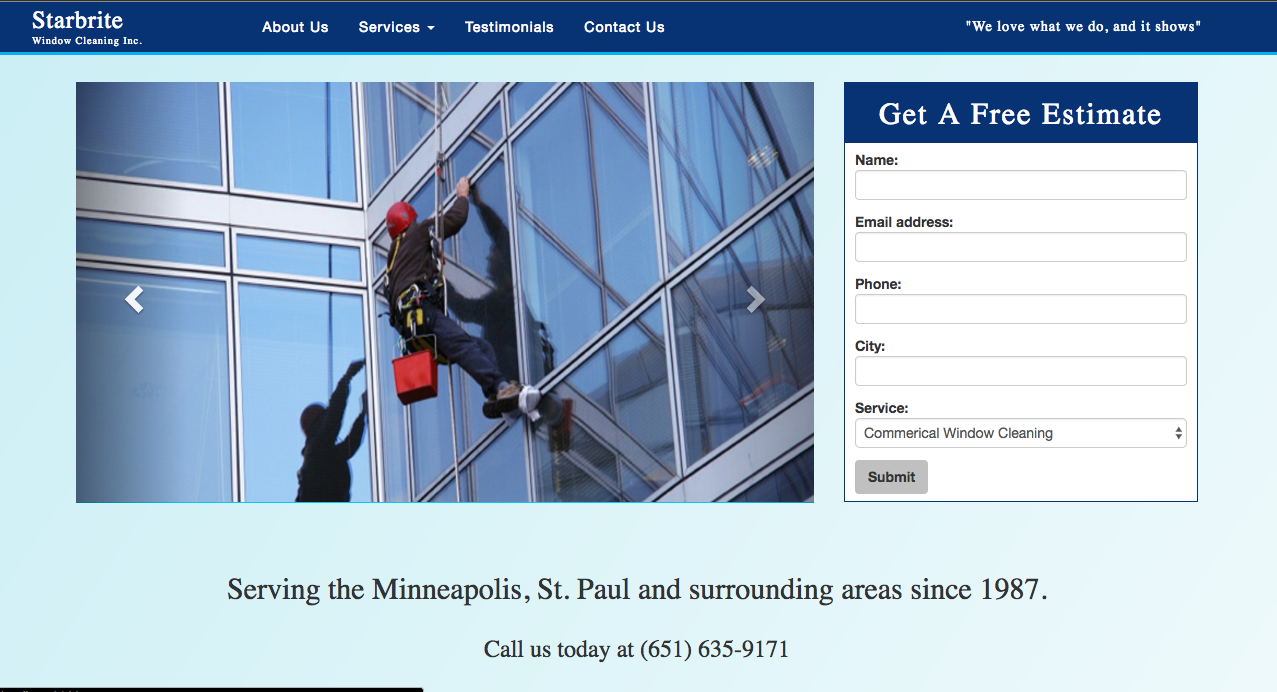 Starbrite
Window Cleaning Inc.
About Us
Services
Testimonials
Contact Us
"We love what we do, and it shows"
Get A Free Estimate
Name:
Email address:
Phone:
City:
Service:
Commerical Window Cleaning
Submit
Serving the Minneapolis, St. Paul and surrounding areas since 1987.
Call us today at (651) 635-9171